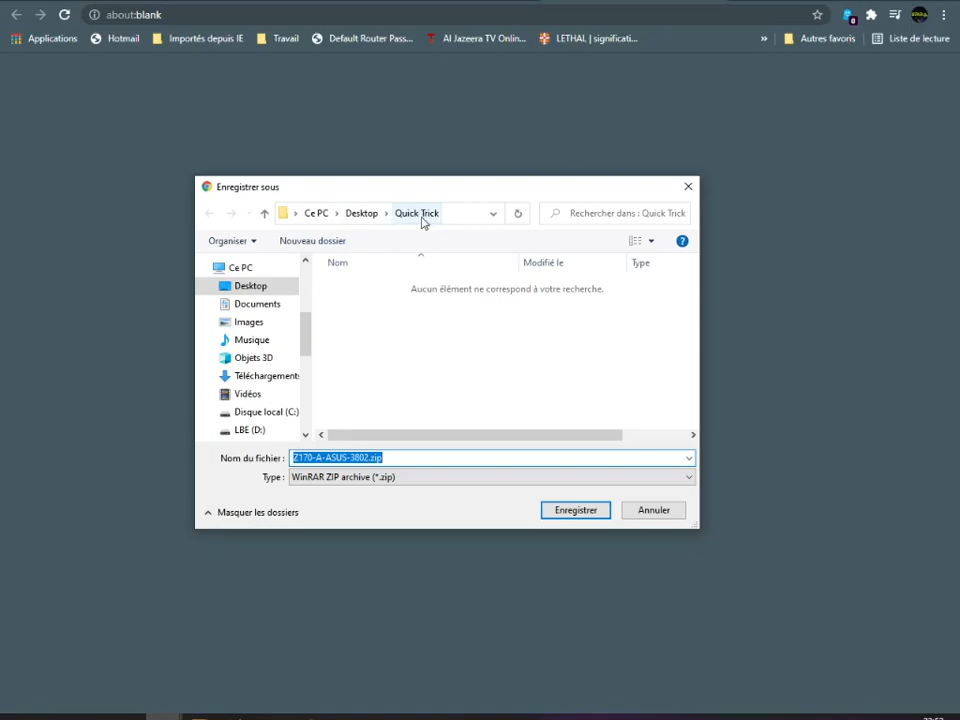 about:blank
Applications Hotmail Importés depuis IE Travail Default Router Pass... Al Jazeera TV Onlin... LETHAL | significati... » Autres favoris Liste de lecture
Enregistrer sous
Ce PC › Desktop › Quick Trick Rechercher dans : Quick Trick
Organiser Nouveau dossier
Nom Modifié le Type
Aucun élément ne correspond à votre recherche.
Ce PC
Desktop
Documents
Images
Musique
Objets 3D
Téléchargements
Vidéos
Disque local (C:)
LBE (D:)
Nom du fichier : Z170-A-ASUS-3802.zip
Type : WinRAR ZIP archive (*.zip)
Masquer les dossiers Enregistrer Annuler